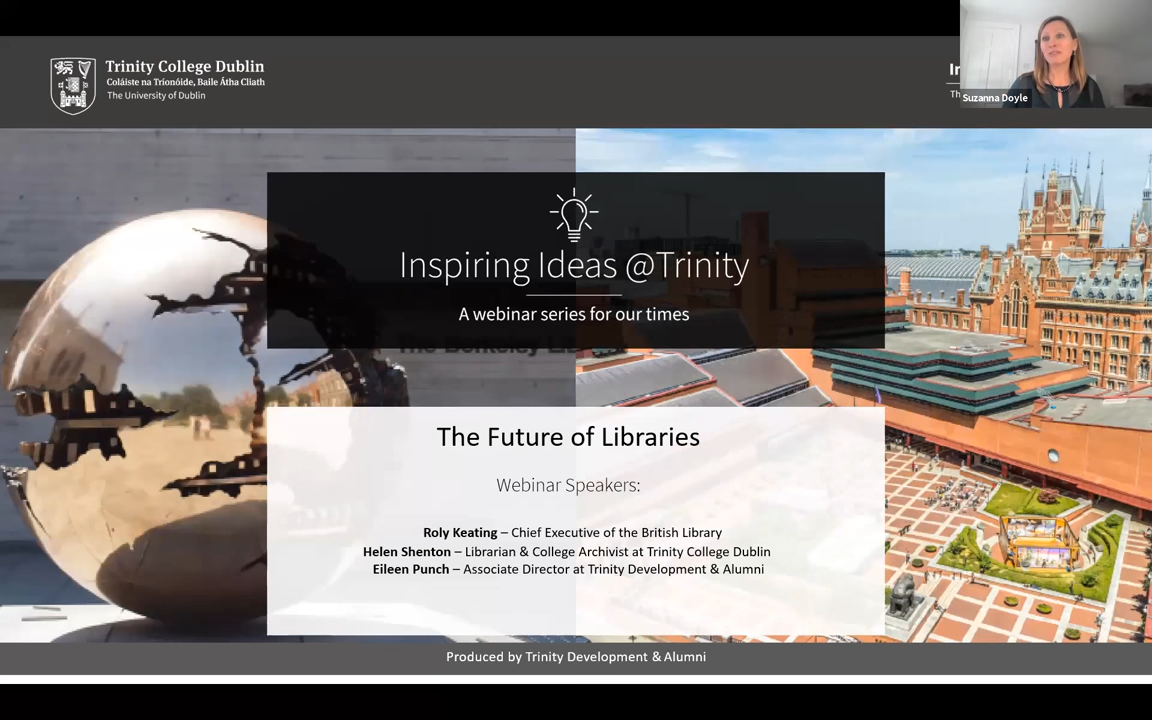 Trinity College Dublin
Coláiste na Tríonóide, Baile Átha Cliath
The University of Dublin
Suzanna Doyle
Inspiring Ideas @Trinity
A webinar series for our times
The Future of Libraries
Webinar Speakers:
Roly Keating – Chief Executive of the British Library
Helen Shenton – Librarian & College Archivist at Trinity College Dublin
Eileen Punch – Associate Director at Trinity Development & Alumni
Produced by Trinity Development & Alumni